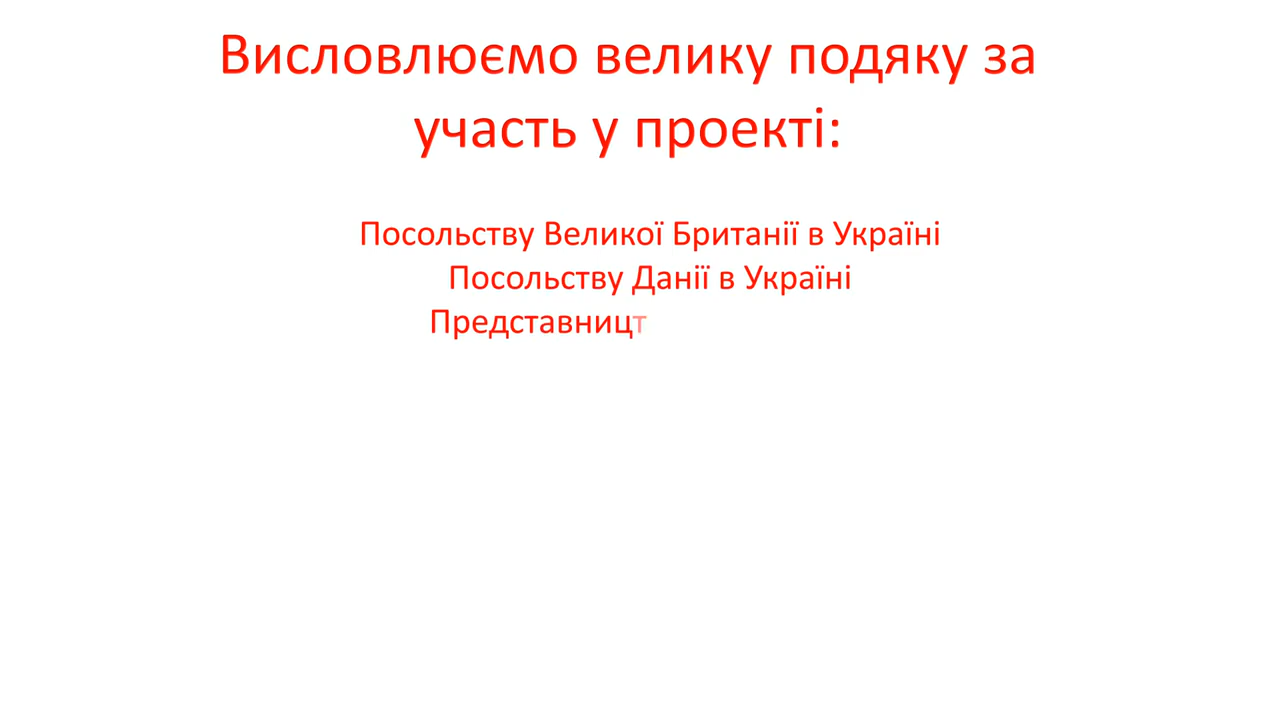 Висловлюємо велику подяку за
участь у проекті:
Посольству Великої Британії в Україні
Посольству Данії в Україні
Представницт